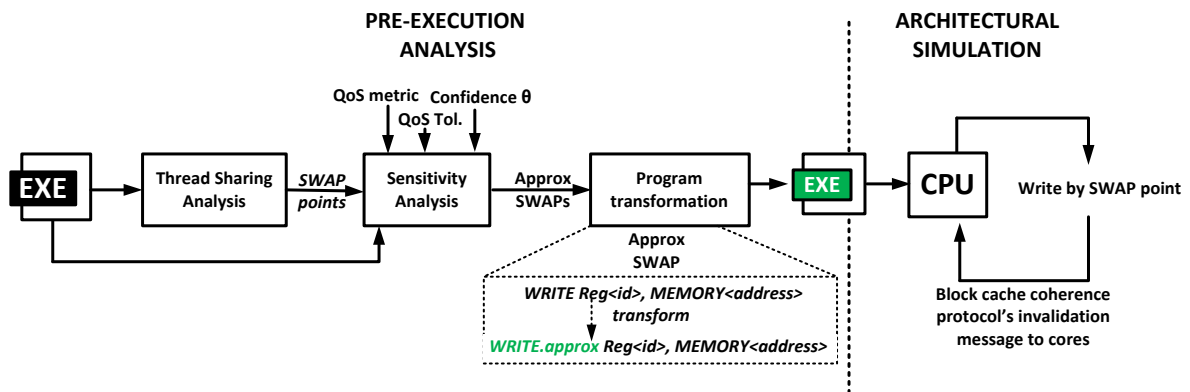 PRE-EXECUTION
ANALYSIS
ARCHITECTURAL
SIMULATION
QoS metric
Confidence θ
QoS Tol.
EXE
Thread Sharing
Analysis
SWAP
points
Sensitivity
Analysis
Approx
SWAPs
Program
transformation
EXE
CPU
Write by SWAP point
Approx
SWAP
WRITE Reg<id>, MEMORY<address>
transform
WRITE.approx Reg<id>, MEMORY<address>
Block cache coherence
protocol's invalidation
message to cores